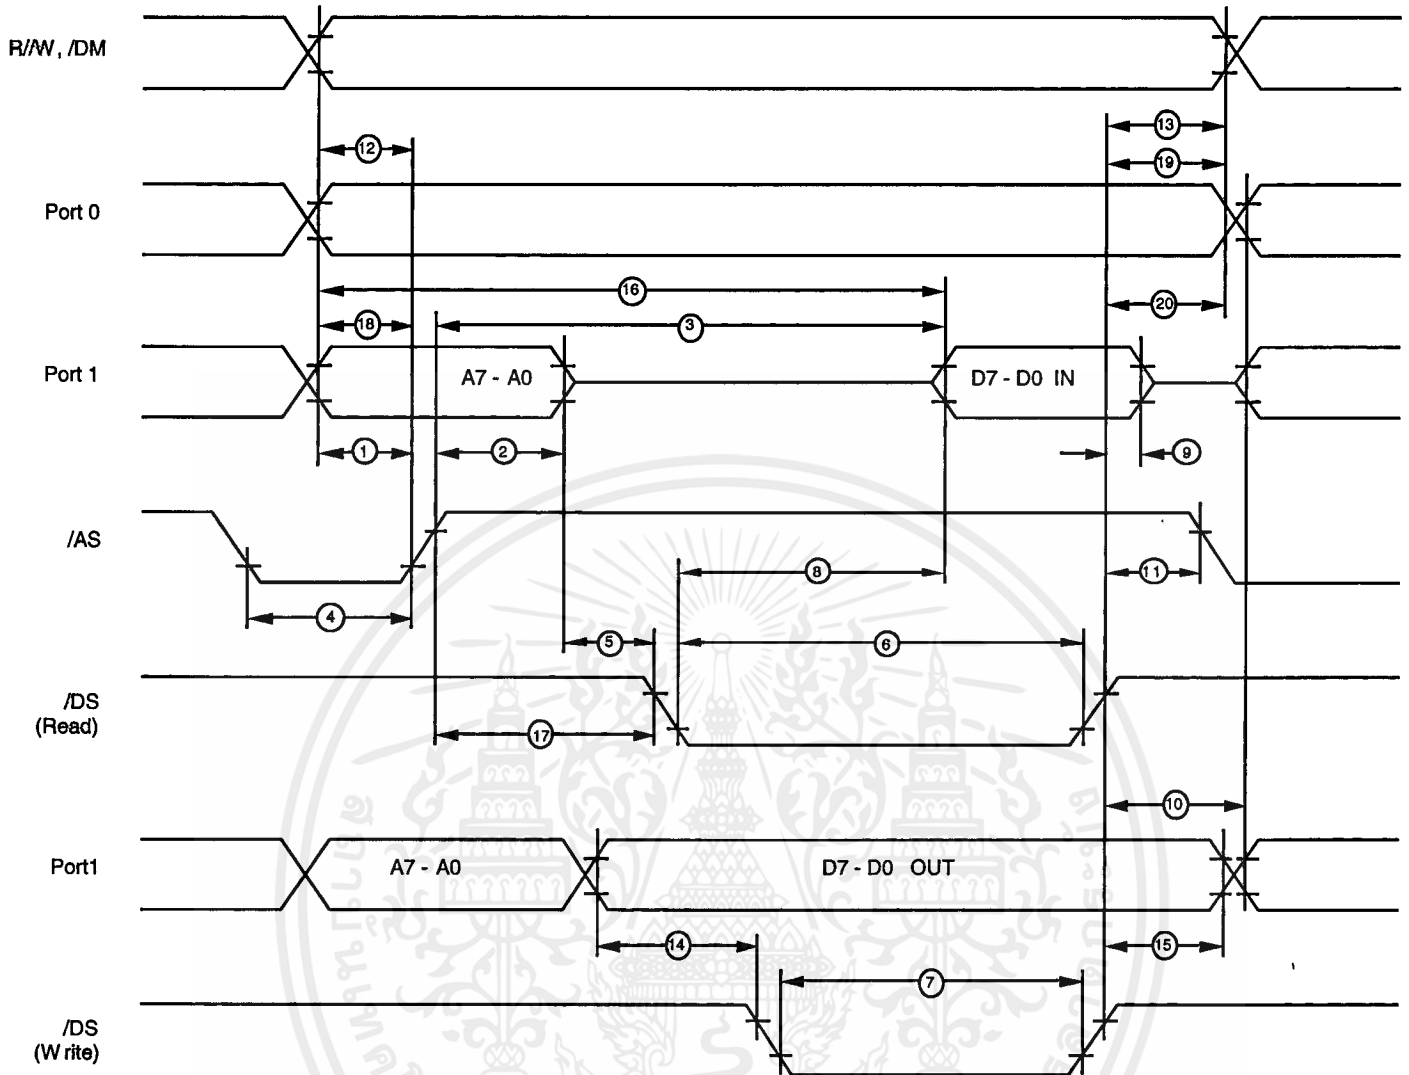 R//W, /DM
13
12
19
Port 0
16
20
18
3
Port 1
A7 - A0
D7 - D0 IN
1
2
9
/AS
8
11
4
5
6
/DS
(Read)
17
10
Port1
A7 - A0
D7 - D0 OUT
14
15
7
/DS
(Write)